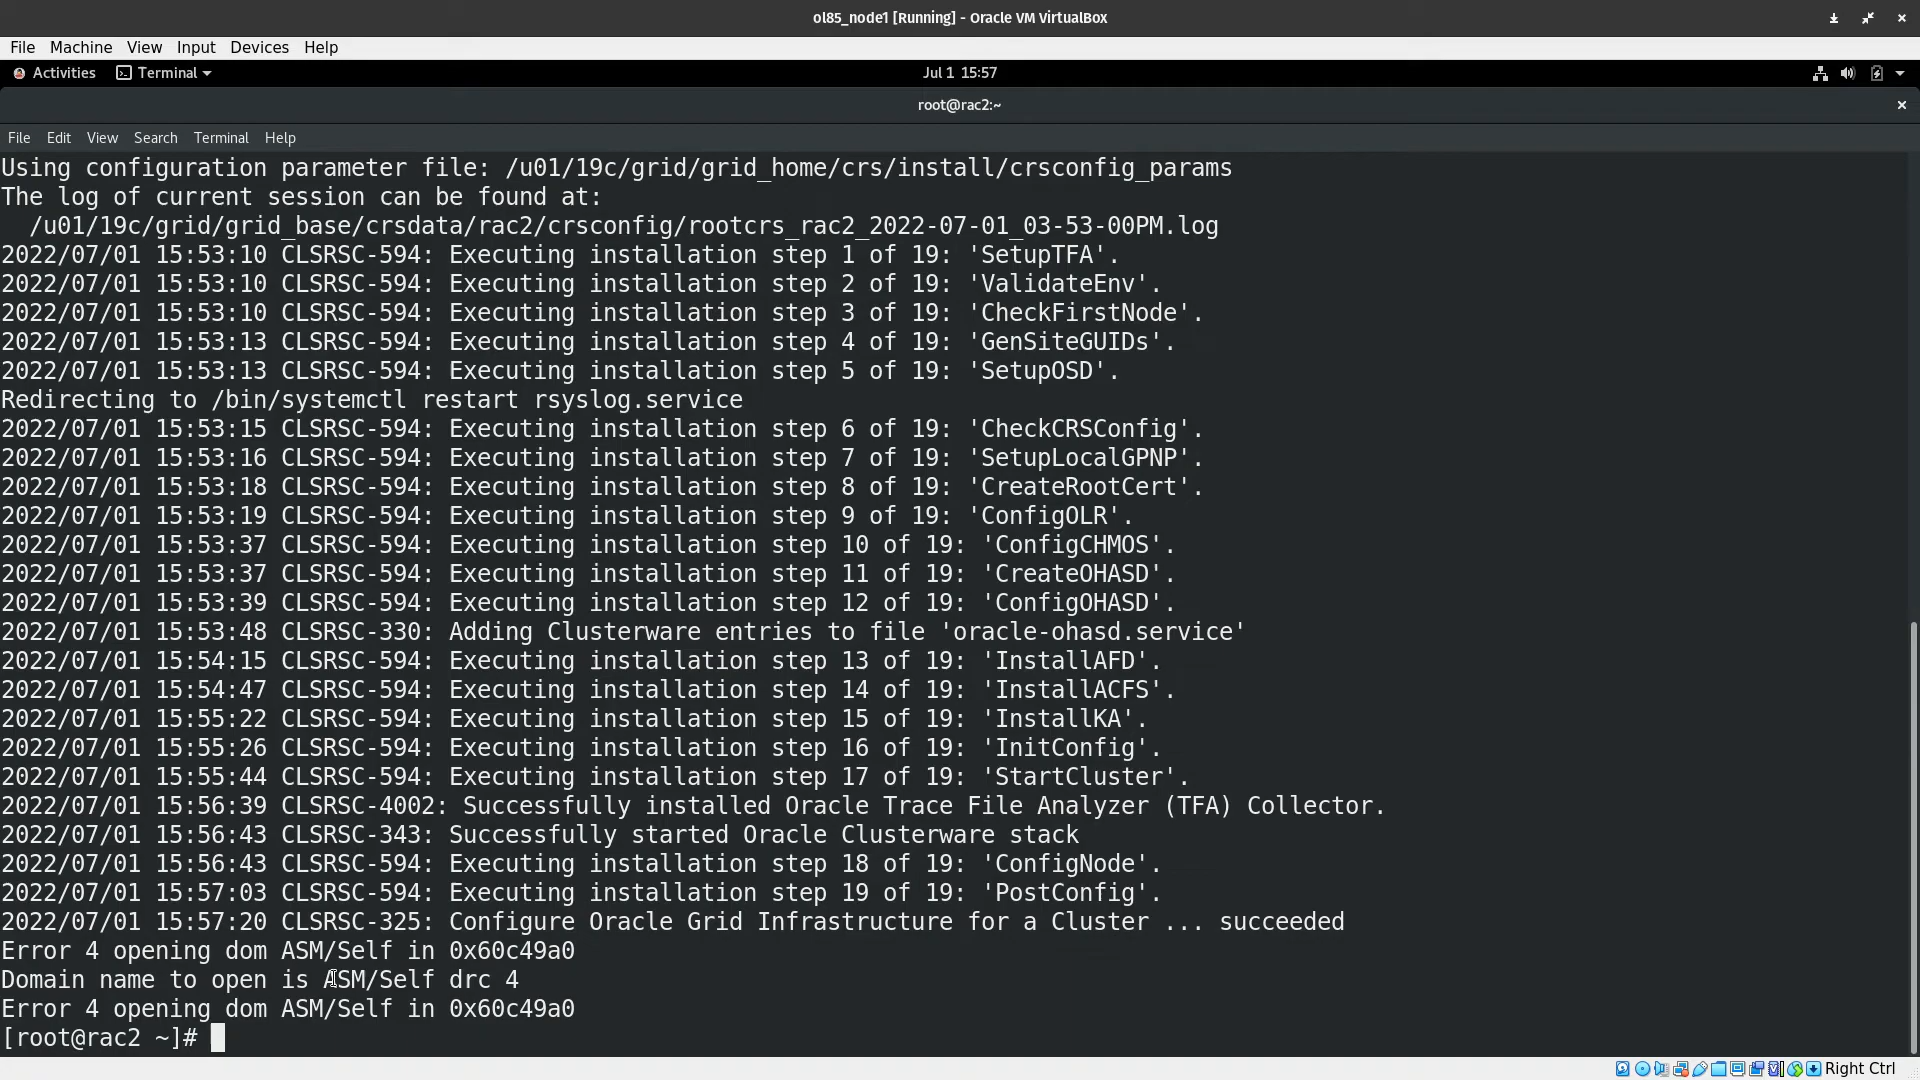 ol85_node1 [Running] - Oracle VM VirtualBox
File Machine View Input Devices Help
Activities Terminal Jul 1 15:57
root@rac2:~
File Edit View Search Terminal Help
Using configuration parameter file: /u01/19c/grid/grid_home/crs/install/crsconfig_params
The log of current session can be found at:
/u01/19c/grid/grid_base/crsdata/rac2/crsconfig/rootcrs_rac2_2022-07-01_03-53-00PM.log
2022/07/01 15:53:10 CLSRSC-594: Executing installation step 1 of 19: 'SetupTFA'.
2022/07/01 15:53:10 CLSRSC-594: Executing installation step 2 of 19: 'ValidateEnv'.
2022/07/01 15:53:10 CLSRSC-594: Executing installation step 3 of 19: 'CheckFirstNode'.
2022/07/01 15:53:13 CLSRSC-594: Executing installation step 4 of 19: 'GenSiteGUIDs'.
2022/07/01 15:53:13 CLSRSC-594: Executing installation step 5 of 19: 'SetupOSD'.
Redirecting to /bin/systemctl restart rsyslog.service
2022/07/01 15:53:15 CLSRSC-594: Executing installation step 6 of 19: 'CheckCRSConfig'.
2022/07/01 15:53:16 CLSRSC-594: Executing installation step 7 of 19: 'SetupLocalGPNP'.
2022/07/01 15:53:18 CLSRSC-594: Executing installation step 8 of 19: 'CreateRootCert'.
2022/07/01 15:53:19 CLSRSC-594: Executing installation step 9 of 19: 'ConfigOLR'.
2022/07/01 15:53:37 CLSRSC-594: Executing installation step 10 of 19: 'ConfigCHMOS'.
2022/07/01 15:53:37 CLSRSC-594: Executing installation step 11 of 19: 'CreateOHASD'.
2022/07/01 15:53:39 CLSRSC-594: Executing installation step 12 of 19: 'ConfigOHASD'.
2022/07/01 15:53:48 CLSRSC-330: Adding Clusterware entries to file 'oracle-ohasd.service'
2022/07/01 15:54:15 CLSRSC-594: Executing installation step 13 of 19: 'InstallAFD'.
2022/07/01 15:54:47 CLSRSC-594: Executing installation step 14 of 19: 'InstallACFS'.
2022/07/01 15:55:22 CLSRSC-594: Executing installation step 15 of 19: 'InstallKA'.
2022/07/01 15:55:26 CLSRSC-594: Executing installation step 16 of 19: 'InitConfig'.
2022/07/01 15:55:44 CLSRSC-594: Executing installation step 17 of 19: 'StartCluster'.
2022/07/01 15:56:39 CLSRSC-4002: Successfully installed Oracle Trace File Analyzer (TFA) Collector.
2022/07/01 15:56:43 CLSRSC-343: Successfully started Oracle Clusterware stack
2022/07/01 15:56:43 CLSRSC-594: Executing installation step 18 of 19: 'ConfigNode'.
2022/07/01 15:57:03 CLSRSC-594: Executing installation step 19 of 19: 'PostConfig'.
2022/07/01 15:57:20 CLSRSC-325: Configure Oracle Grid Infrastructure for a Cluster ... succeeded
Error 4 opening dom ASM/Self in 0x60c49a0
Domain name to open is ASM/Self drc 4
Error 4 opening dom ASM/Self in 0x60c49a0
[root@rac2 ~]#
Right Ctrl